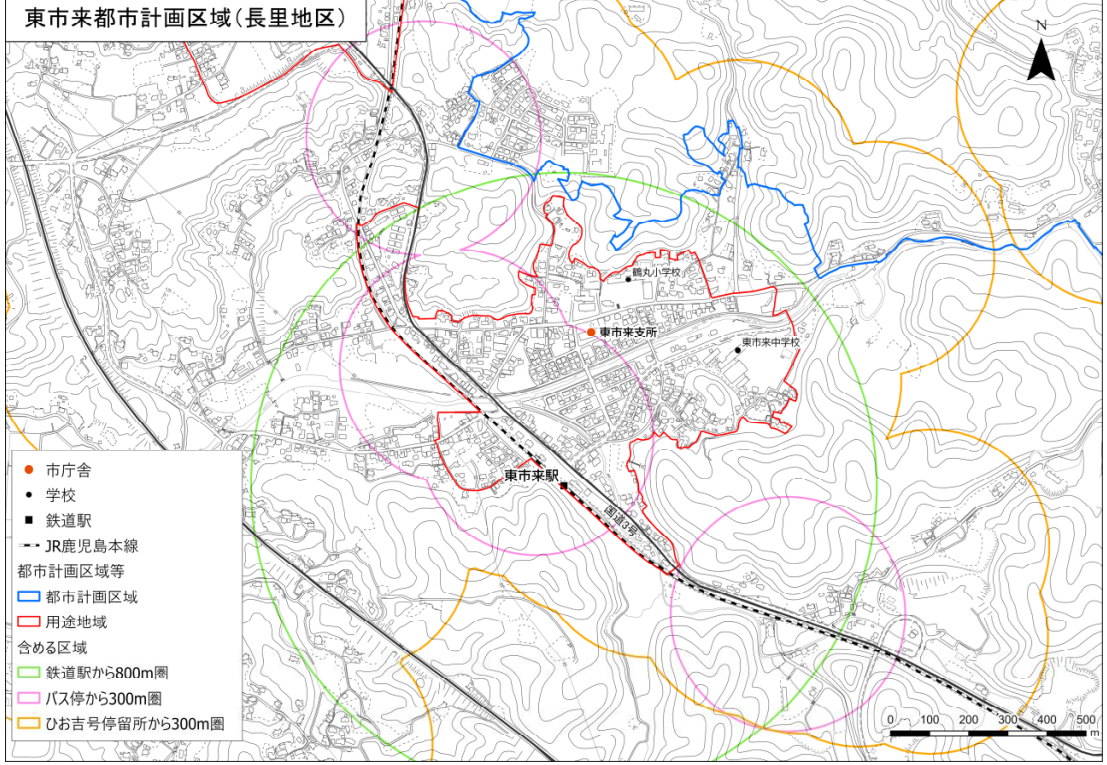 東市来都市計画区域(長里地区)
N
鶴丸小学校
東市来支所
東市来中学校
東市来駅
国道3号
市庁舎
学校
鉄道駅
JR鹿児島本線
都市計画区域等
都市計画区域
用途地域
含める区域
鉄道駅から800m圏
バス停から300m圏
ひお吉号停留所から300m圏
0 100 200 300 400 500
m